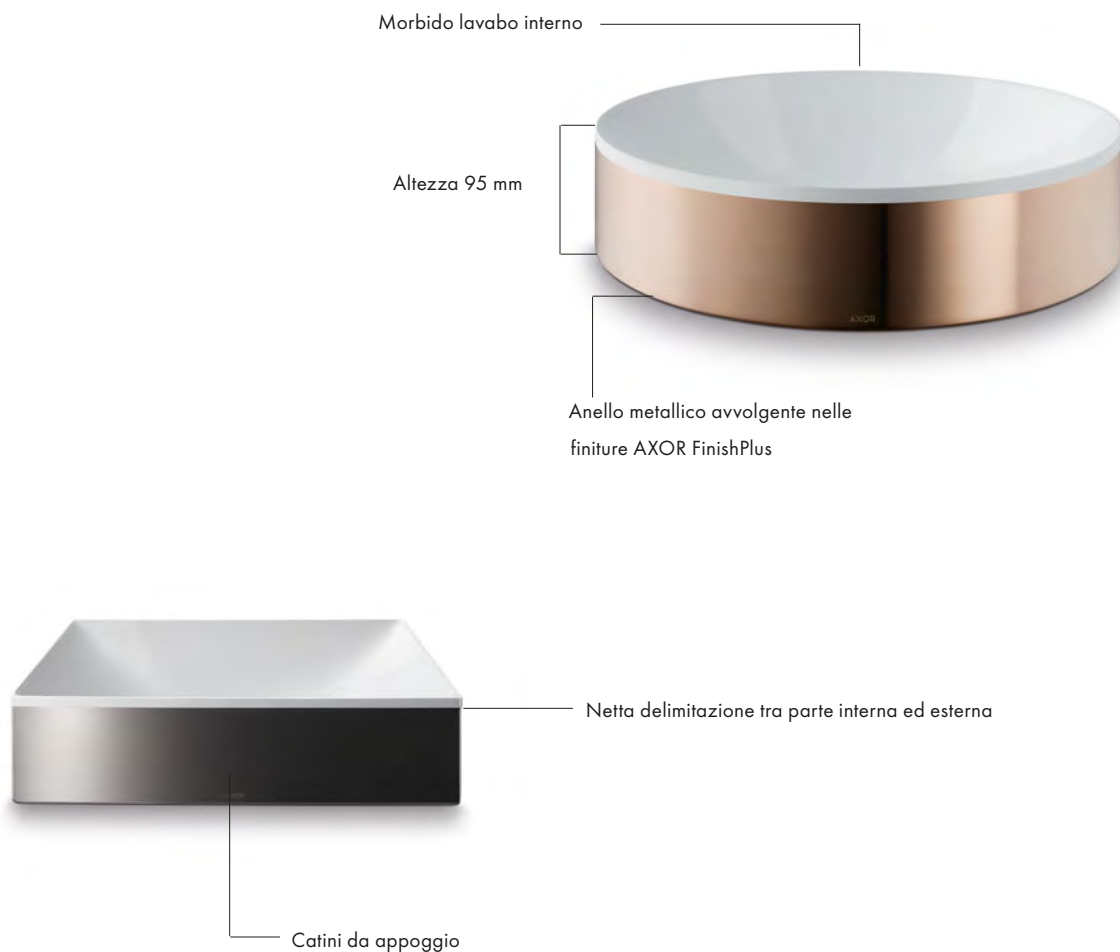 Morbido lavabo interno
Altezza 95 mm
AXOR
Anello metallico avvolgente nelle
finiture AXOR FinishPlus
Netta delimitazione tra parte interna ed esterna
Catini da appoggio